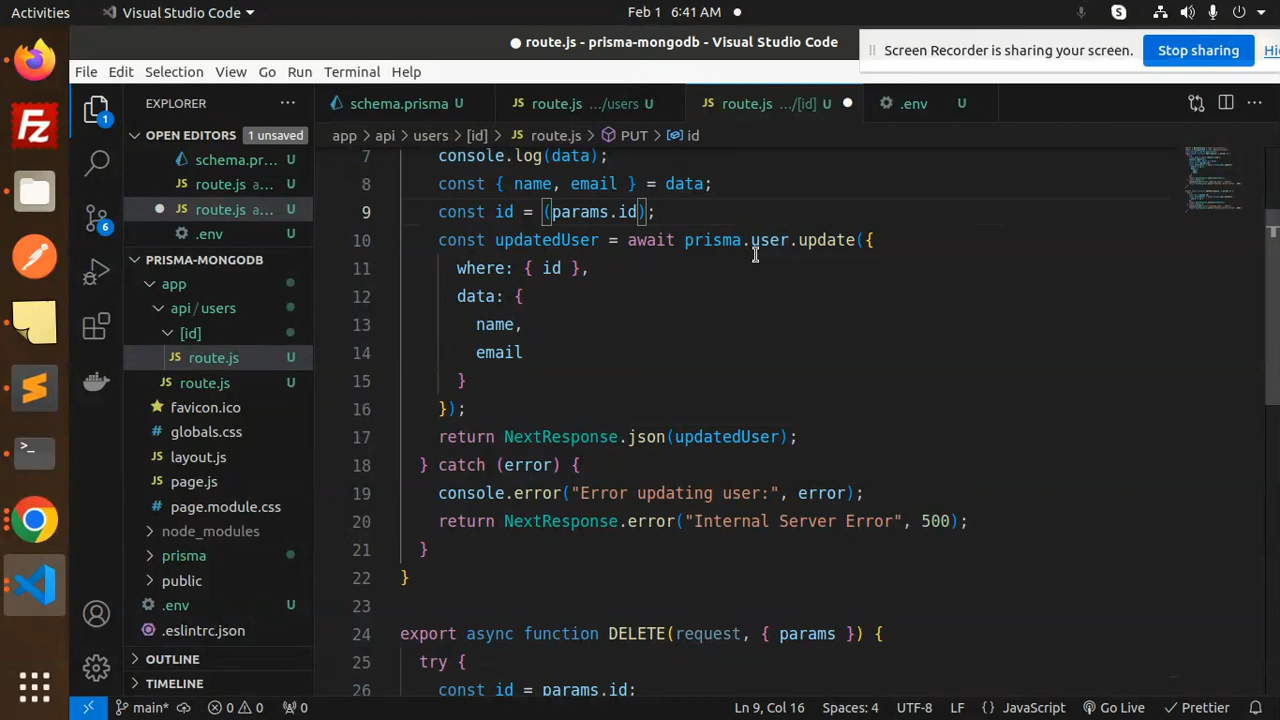 Activities
Visual Studio Code
Feb 1 6:41 AM
route.js - prisma-mongodb - Visual Studio Code
Screen Recorder is sharing your screen.
Stop sharing
Hi
File Edit Selection View Go Run Terminal Help
EXPLORER
schema.prisma U
route.js .../users U
route.js .../[id] U
.env U
OPEN EDITORS 1 unsaved
schema.pr... U
route.js a... U
route.js a... U
.env U
PRISMA-MONGODB
app
api/users
[id]
JS route.js U
JS route.js U
favicon.ico
# globals.css
JS layout.js
JS page.js
# page.module.css
node_modules
prisma
public
.env U
.eslintrc.json
OUTLINE
TIMELINE
app > api > users > [id] > JS route.js > PUT > id
7 console.log(data);
8 const { name, email } = data;
9 const id = (params.id);
10 const updatedUser = await prisma.user.update({
11 where: { id },
12 data: {
13 name,
14 email
15 }
16 });
17 return NextResponse.json(updatedUser);
18 } catch (error) {
19 console.error("Error updating user:", error);
20 return NextResponse.error("Internal Server Error", 500);
21 }
22 }
23
24 export async function DELETE(request, { params }) {
25 try {
26 const id = params.id;
main* 0 0 0
Ln 9, Col 16 Spaces: 4 UTF-8 LF {} JavaScript Go Live Prettier